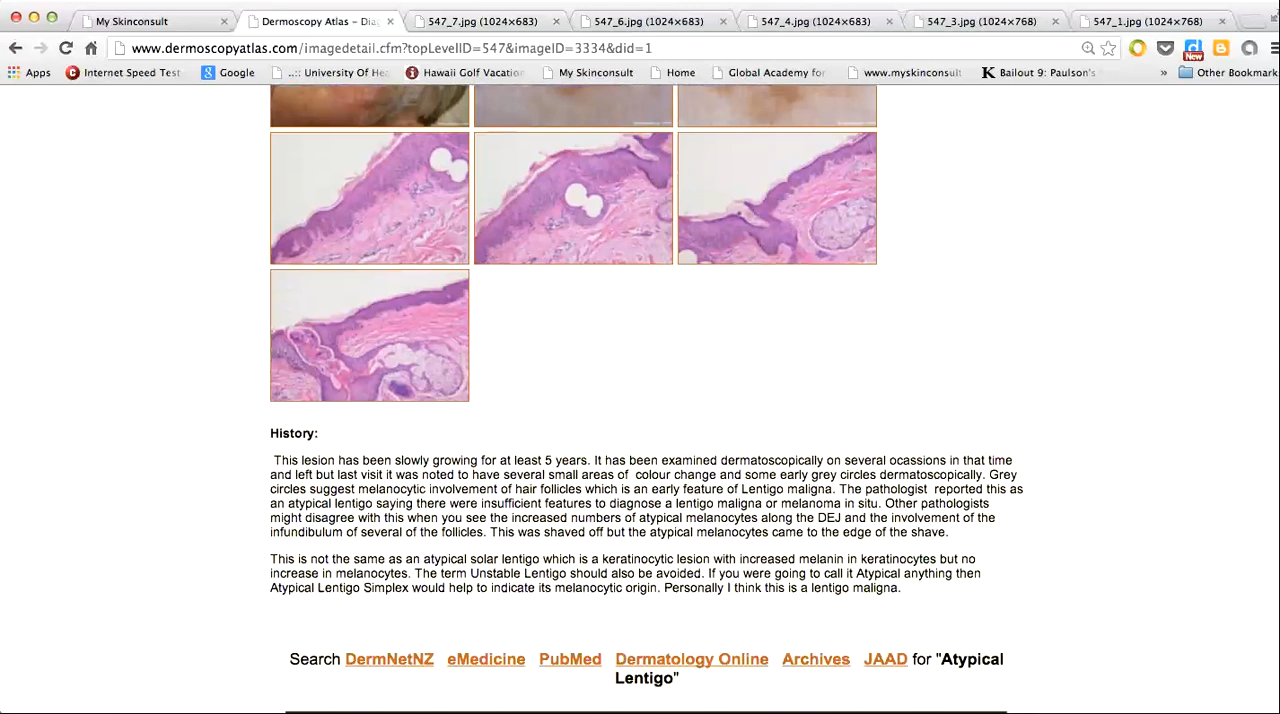 My Skinconsult
Dermoscopy Atlas – Dia
547_7.jpg (1024×683)
547_6.jpg (1024×683)
547_4.jpg (1024×683)
547_3.jpg (1024×768)
547_1.jpg (1024×768)
www.dermoscopyatlas.com/imagedetail.cfm?topLevelID=547&imageID=3334&did=1
New
Apps
Internet Speed Test
Google
..:: University Of Hea
Hawaii Golf Vacation
My Skinconsult
Home
Global Academy for
www.myskinconsult
Bailout 9: Paulson's
»
Other Bookmark
History:
This lesion has been slowly growing for at least 5 years. It has been examined dermatoscopically on several ocassions in that time
and left but last visit it was noted to have several small areas of colour change and some early grey circles dermatoscopically. Grey
circles suggest melanocytic involvement of hair follicles which is an early feature of Lentigo maligna. The pathologist reported this as
an atypical lentigo saying there were insufficient features to diagnose a lentigo maligna or melanoma in situ. Other pathologists
might disagree with this when you see the increased numbers of atypical melanocytes along the DEJ and the involvement of the
infundibulum of several of the follicles. This was shaved off but the atypical melanocytes came to the edge of the shave.
This is not the same as an atypical solar lentigo which is a keratinocytic lesion with increased melanin in keratinocytes but no
increase in melanocytes. The term Unstable Lentigo should also be avoided. If you were going to call it Atypical anything then
Atypical Lentigo Simplex would help to indicate its melanocytic origin. Personally I think this is a lentigo maligna.
Search DermNetNZ eMedicine PubMed Dermatology Online Archives JAAD for "Atypical
Lentigo"